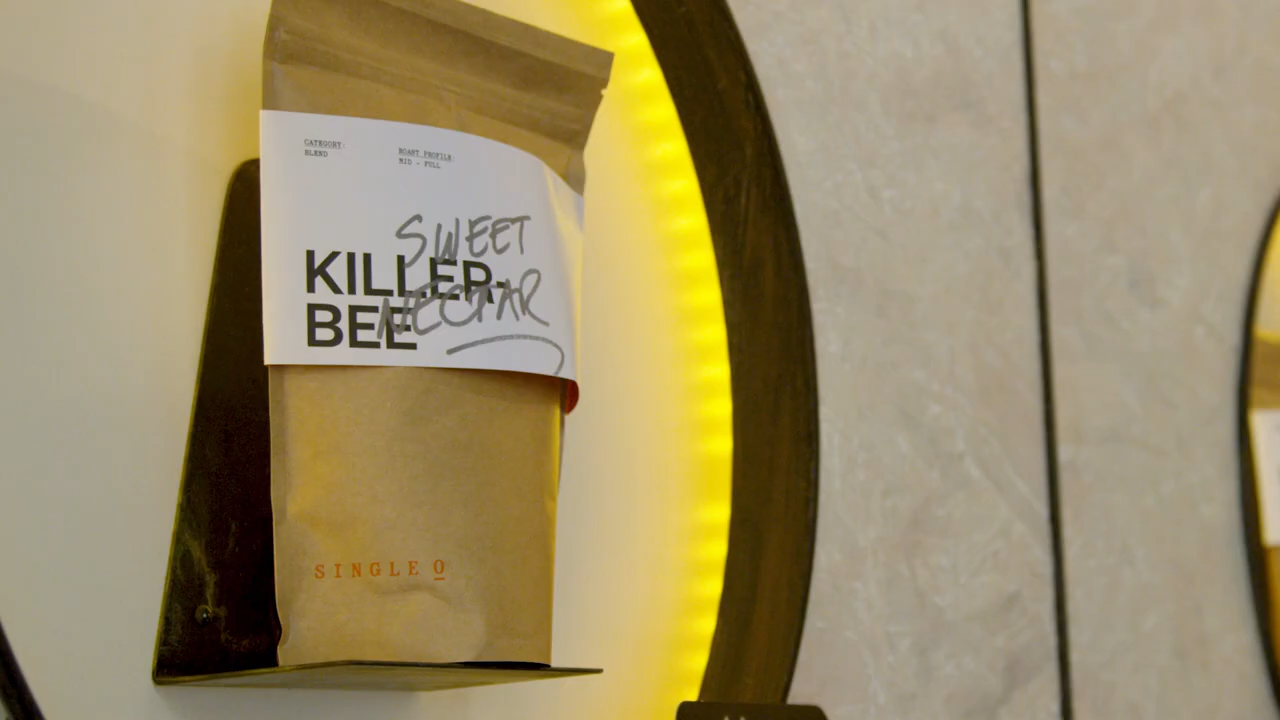 CATEGORY:
BLEND
ROAST PROFILE:
MID - FULL
SWEET
NECTAR
KILLER-
BEE
SINGLE O